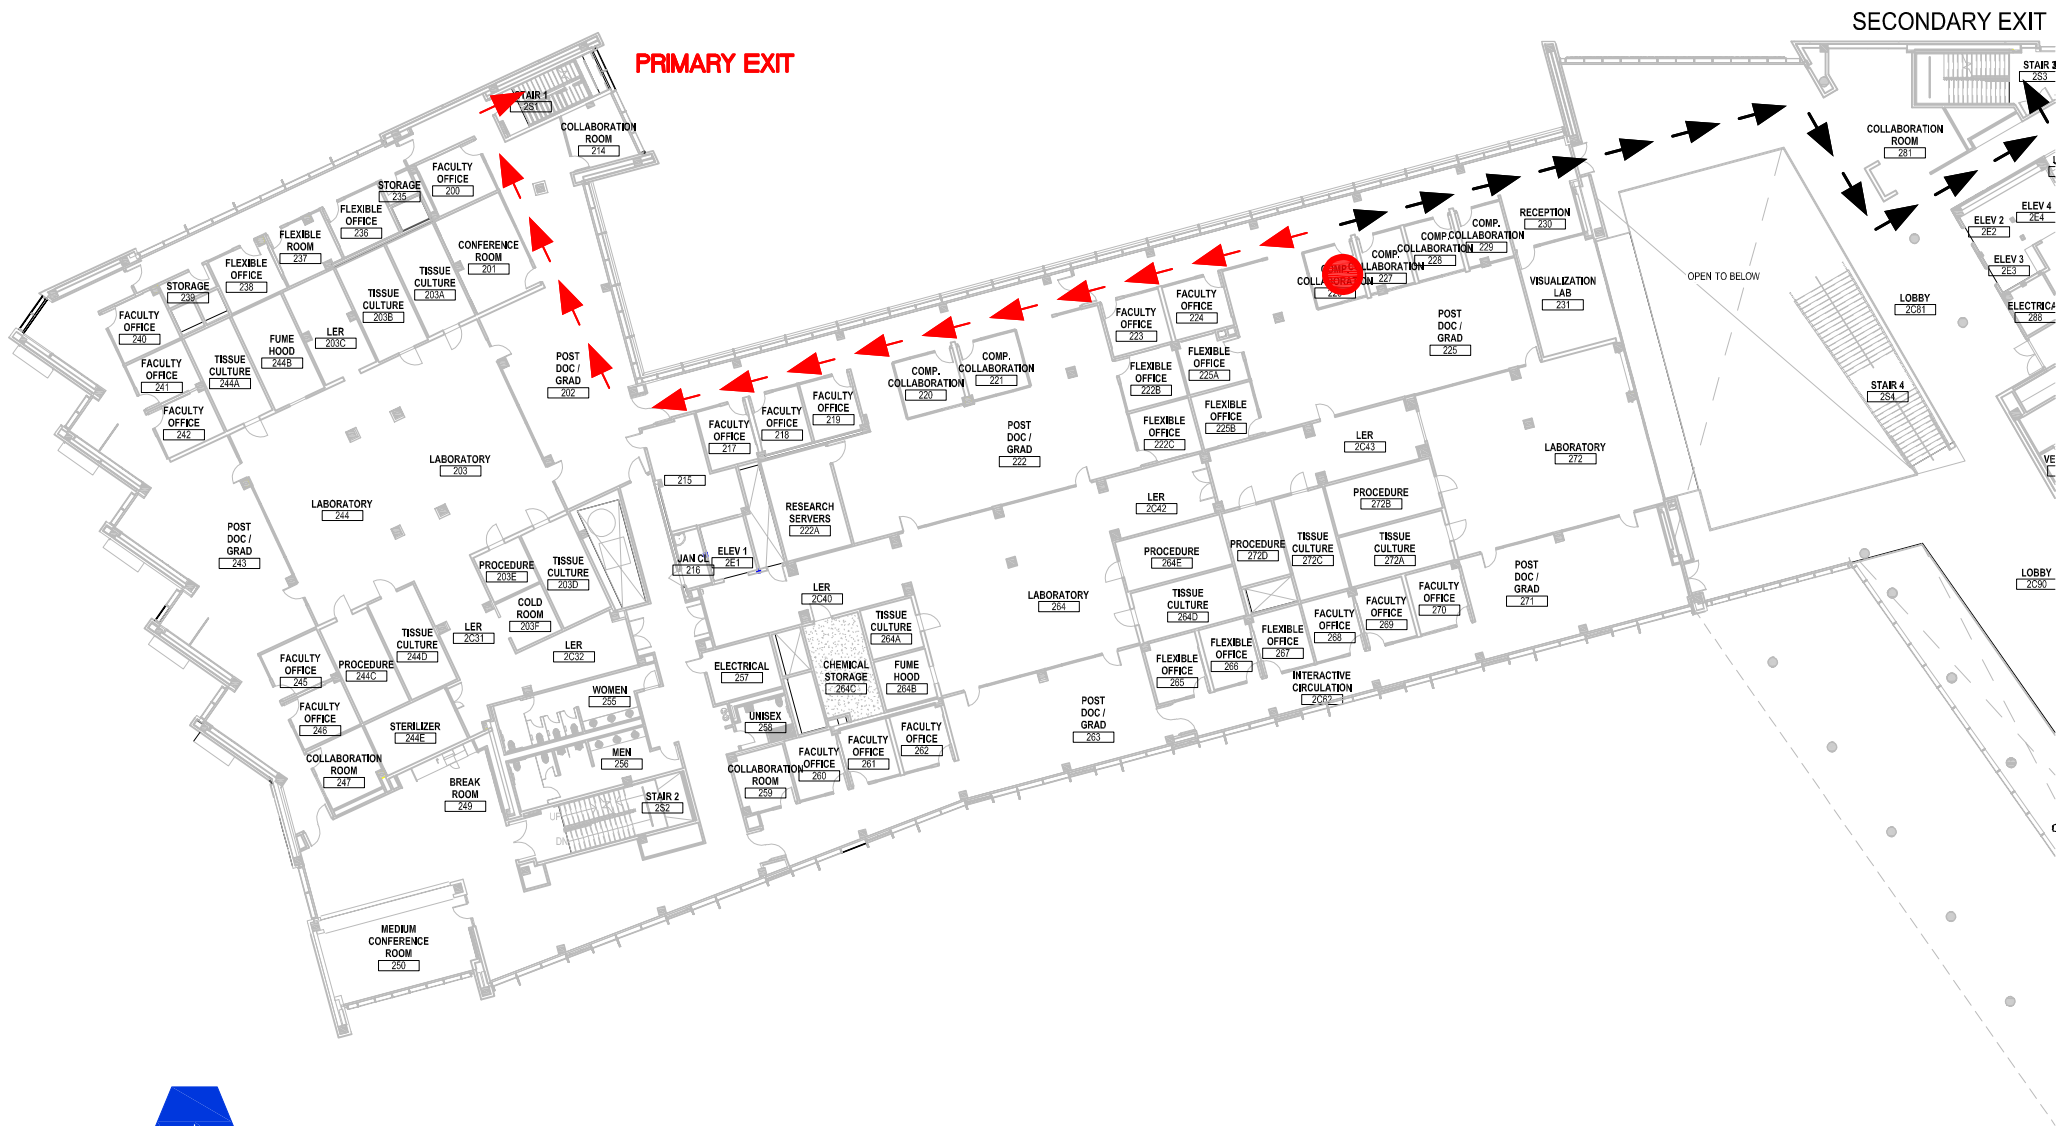 SECONDARY EXIT
PRIMARY EXIT
STAIR 1
2S1
COLLABORATION
ROOM
214
FACULTY
OFFICE
200
STORAGE
235
FLEXIBLE
OFFICE
236
FLEXIBLE
ROOM
237
FLEXIBLE
OFFICE
238
STORAGE
239
FACULTY
OFFICE
240
FACULTY
OFFICE
241
FACULTY
OFFICE
242
CONFERENCE
ROOM
201
TISSUE
CULTURE
203A
TISSUE
CULTURE
203B
LER
203C
FUME
HOOD
244B
TISSUE
CULTURE
244A
POST
DOC /
GRAD
202
LABORATORY
203
LABORATORY
244
POST
DOC /
GRAD
243
PROCEDURE
203E
TISSUE
CULTURE
203D
COLD
ROOM
203F
LER
2C31
LER
2C32
TISSUE
CULTURE
244D
PROCEDURE
244C
FACULTY
OFFICE
245
FACULTY
OFFICE
246
STERILIZER
244E
COLLABORATION
ROOM
247
BREAK
ROOM
249
MEDIUM
CONFERENCE
ROOM
250
WOMEN
255
MEN
256
STAIR 2
2S2
UP
DN
215
JAN CL
216
ELEV 1
2E1
FACULTY
OFFICE
217
FACULTY
OFFICE
218
FACULTY
OFFICE
219
RESEARCH
SERVERS
222A
COMP.
COLLABORATION
220
COMP.
COLLABORATION
221
POST
DOC /
GRAD
222
FACULTY
OFFICE
223
FACULTY
OFFICE
224
FLEXIBLE
OFFICE
222B
FLEXIBLE
OFFICE
225A
FLEXIBLE
OFFICE
222C
FLEXIBLE
OFFICE
225B
COMP.
COLLABORATION
227
COMP.
COLLABORATION
228
COMP.
COLLABORATION
229
RECEPTION
230
VISUALIZATION
LAB
231
POST
DOC /
GRAD
225
LER
2C43
LABORATORY
272
LER
2C42
PROCEDURE
272B
PROCEDURE
264E
PROCEDURE
272D
TISSUE
CULTURE
272C
TISSUE
CULTURE
272A
LER
2C40
LABORATORY
264
TISSUE
CULTURE
264A
TISSUE
CULTURE
264D
FACULTY
OFFICE
270
FACULTY
OFFICE
269
FACULTY
OFFICE
268
FLEXIBLE
OFFICE
267
FLEXIBLE
OFFICE
266
FLEXIBLE
OFFICE
265
POST
DOC /
GRAD
271
INTERACTIVE
CIRCULATION
2C62
ELECTRICAL
257
CHEMICAL
STORAGE
264C
FUME
HOOD
264B
UNISEX
258
COLLABORATION
ROOM
259
FACULTY
OFFICE
260
FACULTY
OFFICE
261
FACULTY
OFFICE
262
POST
DOC /
GRAD
263
OPEN TO BELOW
STAIR 3
2S3
COLLABORATION
ROOM
281
ELEV 4
2E4
ELEV 2
2E2
ELEV 3
2E3
LOBBY
2C81
288
STAIR 4
2S4
LOBBY
2C90